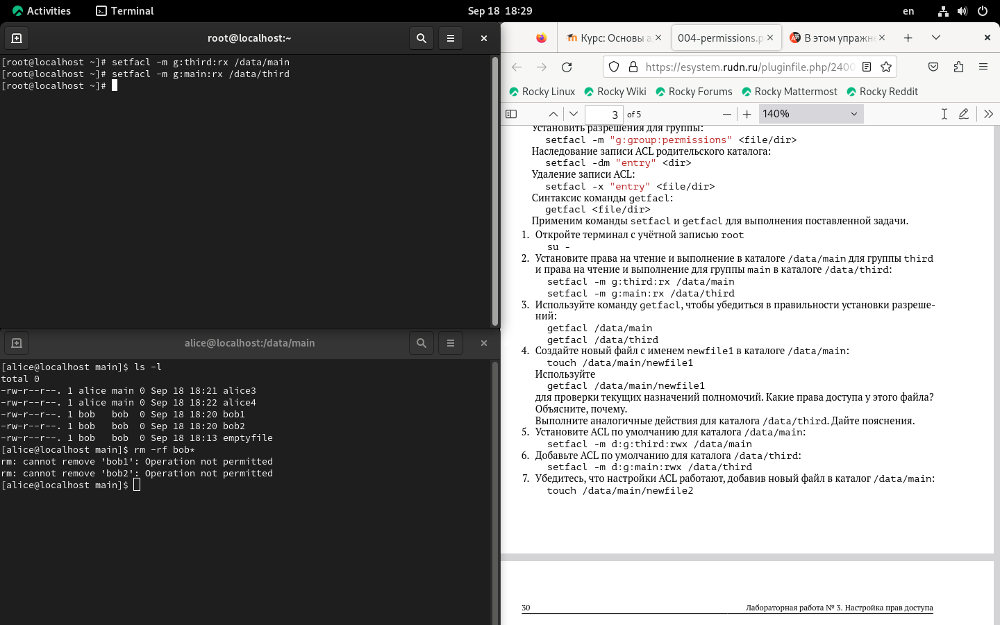 Activities
Terminal
Sep 18 18:29
en
root@localhost:~
[root@localhost ~]# setfacl -m g:third:rx /data/main
[root@localhost ~]# setfacl -m g:main:rx /data/third
[root@localhost ~]#
alice@localhost:/data/main
[alice@localhost main]$ ls -l
total 0
-rw-r--r--. 1 alice main 0 Sep 18 18:21 alice3
-rw-r--r--. 1 alice main 0 Sep 18 18:22 alice4
-rw-r--r--. 1 bob   bob  0 Sep 18 18:20 bob1
-rw-r--r--. 1 bob   bob  0 Sep 18 18:20 bob2
-rw-r--r--. 1 bob   bob  0 Sep 18 18:13 emptyfile
[alice@localhost main]$ rm -rf bob*
rm: cannot remove 'bob1': Operation not permitted
rm: cannot remove 'bob2': Operation not permitted
[alice@localhost main]$
Курс: Основы а
004-permissions.p
В этом упражне
https://esystem.rudn.ru/pluginfile.php/2400
Rocky Linux
Rocky Wiki
Rocky Forums
Rocky Mattermost
Rocky Reddit
3 of 5
140%
Установить разрешения для группы:
setfacl -m "g:group:permissions" <file/dir>
Наследование записи ACL родительского каталога:
setfacl -dm "entry" <dir>
Удаление записи ACL:
setfacl -x "entry" <file/dir>
Синтаксис команды getfacl:
getfacl <file/dir>
Применим команды setfacl и getfacl для выполнения поставленной задачи.
1. Откройте терминал с учётной записью root
su -
2. Установите права на чтение и выполнение в каталоге /data/main для группы third
и права на чтение и выполнение для группы main в каталоге /data/third:
setfacl -m g:third:rx /data/main
setfacl -m g:main:rx /data/third
3. Используйте команду getfacl, чтобы убедиться в правильности установки разреше-
ний:
getfacl /data/main
getfacl /data/third
4. Создайте новый файл с именем newfile1 в каталоге /data/main:
touch /data/main/newfile1
Используйте
getfacl /data/main/newfile1
для проверки текущих назначений полномочий. Какие права доступа у этого файла?
Объясните, почему.
Выполните аналогичные действия для каталога /data/third. Дайте пояснения.
5. Установите ACL по умолчанию для каталога /data/main:
setfacl -m d:g:third:rwx /data/main
6. Добавьте ACL по умолчанию для каталога /data/third:
setfacl -m d:g:main:rwx /data/third
7. Убедитесь, что настройки ACL работают, добавив новый файл в каталог /data/main:
touch /data/main/newfile2
30
Лабораторная работа № 3. Настройка прав доступа